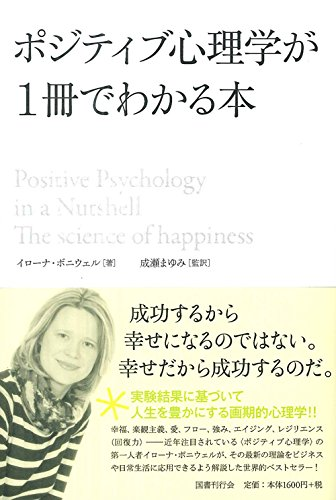 ポジティブ心理学が
1冊でわかる本
Positive Psychology
in a Nutshell
The science of happiness
イローナ・ボニウェル[著] 成瀬まゆみ[監訳]
成功するから
幸せになるのではない。
幸せだから成功するのだ。
*実験結果に基づいて
人生を豊かにする画期的心理学!!
幸福、楽観主義、愛、フロー、強み、エイジング、レジリエンス
(回復力)——近年注目されている〈ポジティブ心理学〉の
第一人者イローナ・ボニウェルが、その最新の理論をビジネス
や日常生活に応用できるよう解説した世界的ベストセラー!
国書刊行会 定価:本体1600円+税